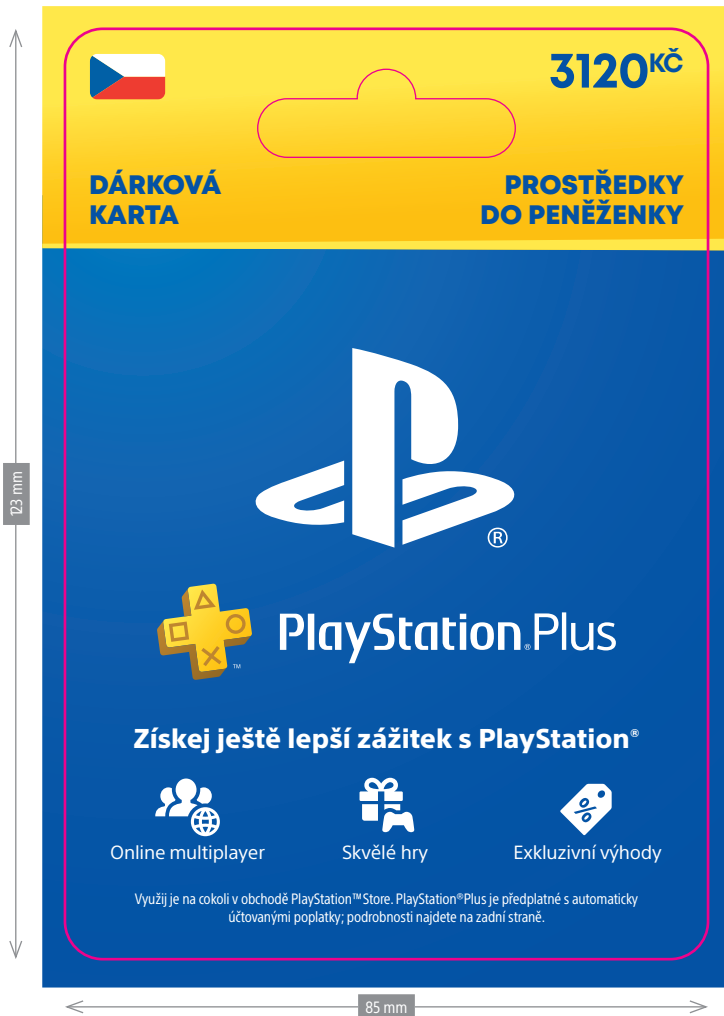 3120KČ
DÁRKOVÁ
KARTA
PROSTŘEDKY
DO PENĚŽENKY
123 mm
®
PlayStation®Plus
™
Získej ještě lepší zážitek s PlayStation®
Online multiplayer
Skvělé hry
Exkluzivní výhody
Využij je na cokoli v obchodě PlayStation™Store. PlayStation®Plus je předplatné s automaticky
účtovanými poplatky; podrobnosti najdete na zadní straně.
85 mm